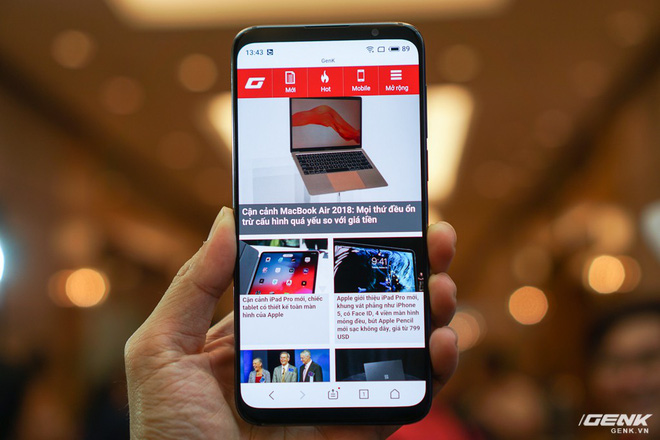 13:43
89
GenK
G
Mới
Hot
Mobile
Mở rộng
Cận cảnh MacBook Air 2018: Mọi thứ đều ổn
trừ cấu hình quá yếu so với giá tiền
9:41
Cận cảnh iPad Pro mới, chiếc
tablet có thiết kế toàn màn
hình của Apple
Apple giới thiệu iPad Pro mới,
khung vát phẳng như iPhone
5, có Face ID, 4 viền màn hình
mỏng đều, bút Apple Pencil
mới sạc không dây, giá từ 799
USD
1
GENK
GENK.VN